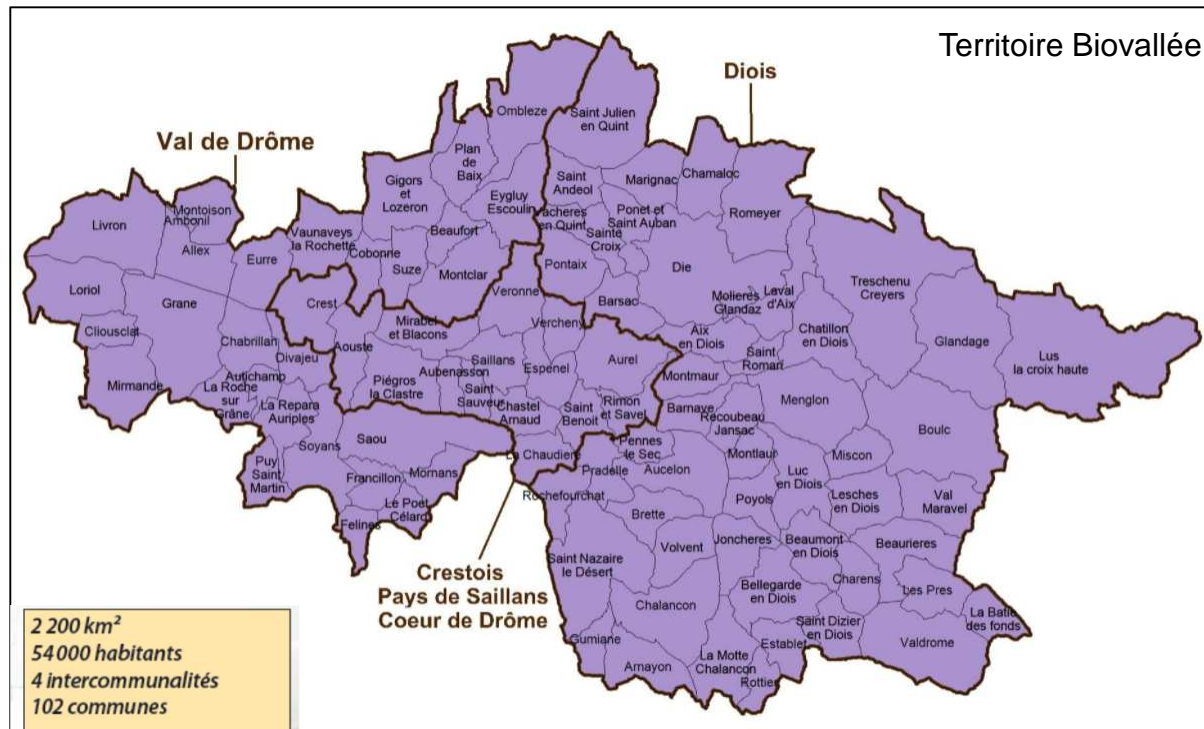 Territoire Biovallée
Diois
Val de Drôme
Ombleze
Saint Julien
en Quint
Plan
de
Baix
Marignac
Chamaloc
Saint
Andeol
Gigors
et
Lozeron
Eygluy
Escoulin
Romeyer
Livron
Montoison
Ambonil
Allex
Vaunaveys
la Rochette
Vacheres
en Quint
Ponet et
Saint Auban
Sainte
Croix
Beaufort
Eurre
Cobonne
Suze
Montclar
Pontaix
Die
Treschenu
Creyers
Loriol
Grane
Crest
Veronne
Barsac
Molieres
Glandaz
Laval
d'Aix
Mirabel
et Blacons
Vercheny
Aix
en Diois
Chatillon
en Diois
Glandage
Cliousclat
Chabrillan
Divajeu
Aouste
Saillans
Aurel
Saint
Roman
Lus
la croix haute
Mirmande
Autichamp
La Roche
sur
Grâne
Piégros
la Clastre
Aubenasson
Saint
Sauveur
Espenel
Montmaur
La Repara
Auriples
Chastel
Arnaud
Saint
Benoit
Rimon
et Savel
Barnave
Recoubeau
Jansac
Menglon
Boulc
Soyans
Saou
La Chaudiere
Pennes
le Sec
Pradelle
Aucelon
Montlaur
Luc
en Diois
Miscon
Puy
Saint
Martin
Francillon
Mornans
Rochefourchat
Poyols
Lesches
en Diois
Val
Maravel
Le Poet
Célard
Felines
Brette
Volvent
Joncheres
Beaumont
en Diois
Beaurieres
Crestois
Pays de Saillans
Coeur de Drôme
Saint Nazaire
le Désert
Bellegarde
en Diois
Charens
Les Pres
Chalancon
La Batie
des fonds
Saint Dizier
en Diois
Valdrome
Gumiane
Establet
Arnayon
La Motte
Chalancon
Rottier
2 200 km²
54 000 habitants
4 intercommunalités
102 communes